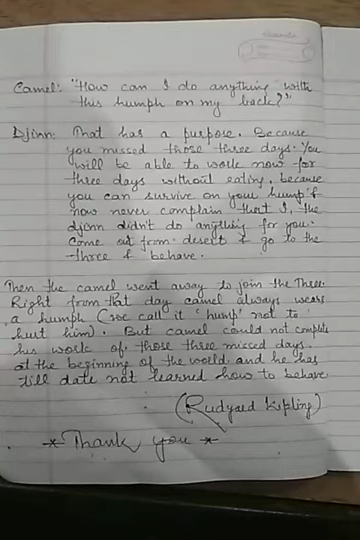 Camel: "How can I do anything with
this humph on my back?"
Djinn: That has a purpose. Because
you missed those three days. You
will be able to work now for
three days without eating, because
you can survive on your hump &
now never complain that I, the
djinn didn't do anything for you.
Come out from desert & go to the
three & behave.
Then the camel went away to join the Three.
Right from that day camel always wears
a humph (we call it 'hump' not to
hurt him). But camel could not complete
his work of those three missed days.
at the beginning of the world and he has
till date not learned how to behave
(Rudyard Kipling)
Thank you